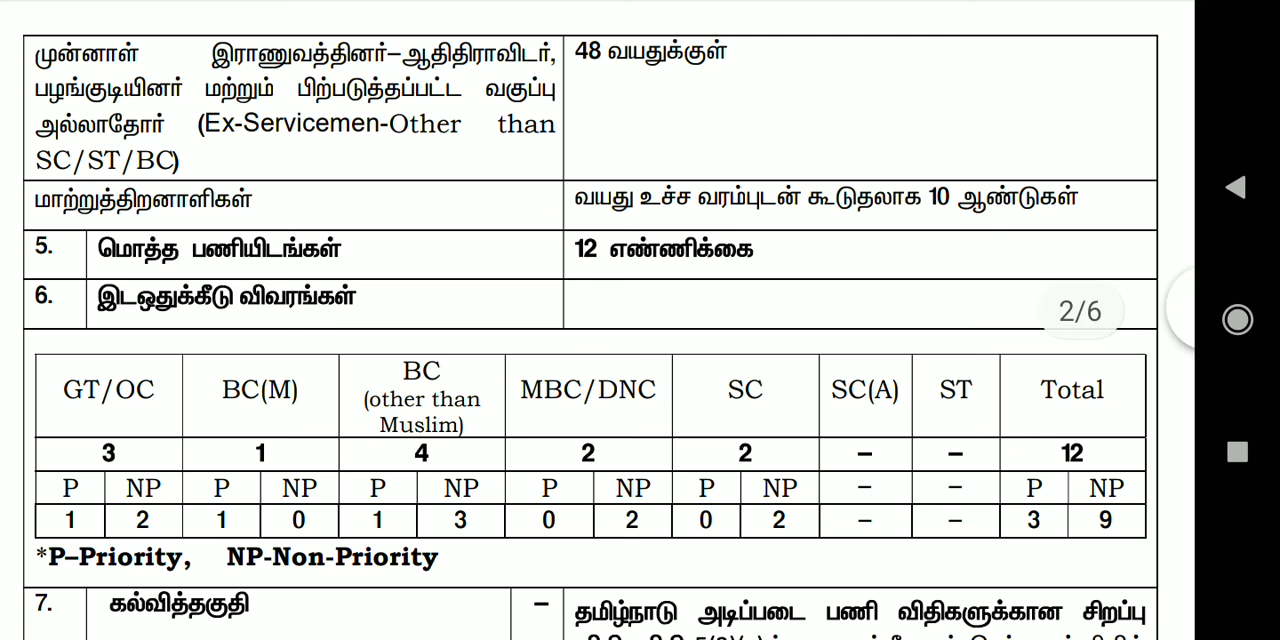 முன்னாள் இராணுவத்தினர்–ஆதிதிராவிடர்,
பழங்குடியினர் மற்றும் பிற்படுத்தப்பட்ட வகுப்பு
அல்லாதோர் (Ex-Servicemen-Other than
SC/ST/BC)
48 வயதுக்குள்
மாற்றுத்திறனாளிகள்
வயது உச்ச வரம்புடன் கூடுதலாக 10 ஆண்டுகள்
5. மொத்த பணியிடங்கள் 12 எண்ணிக்கை
6. இடஒதுக்கீடு விவரங்கள்
2/6
GT/OC BC(M) BC (other than Muslim) MBC/DNC SC SC(A) ST Total
3 1 4 2 2 – – 12
P NP P NP P NP P NP P NP – – P NP
1 2 1 0 1 3 0 2 0 2 – – 3 9
*P–Priority, NP-Non-Priority
7. கல்வித்தகுதி – தமிழ்நாடு அடிப்படை பணி விதிகளுக்கான சிறப்பு